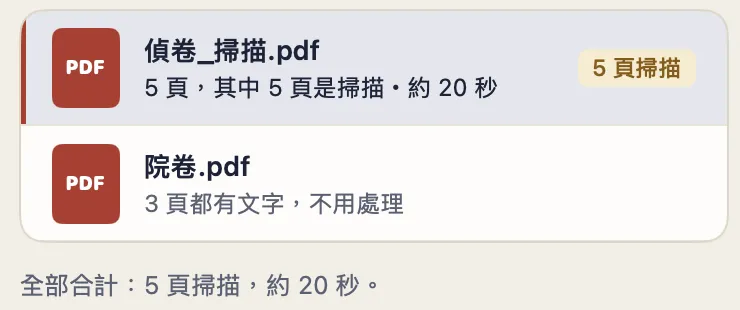 PDF
偵卷_掃描.pdf
5 頁，其中 5 頁是掃描・約 20 秒
5 頁掃描
PDF
院卷.pdf
3 頁都有文字，不用處理
全部合計：5 頁掃描，約 20 秒。